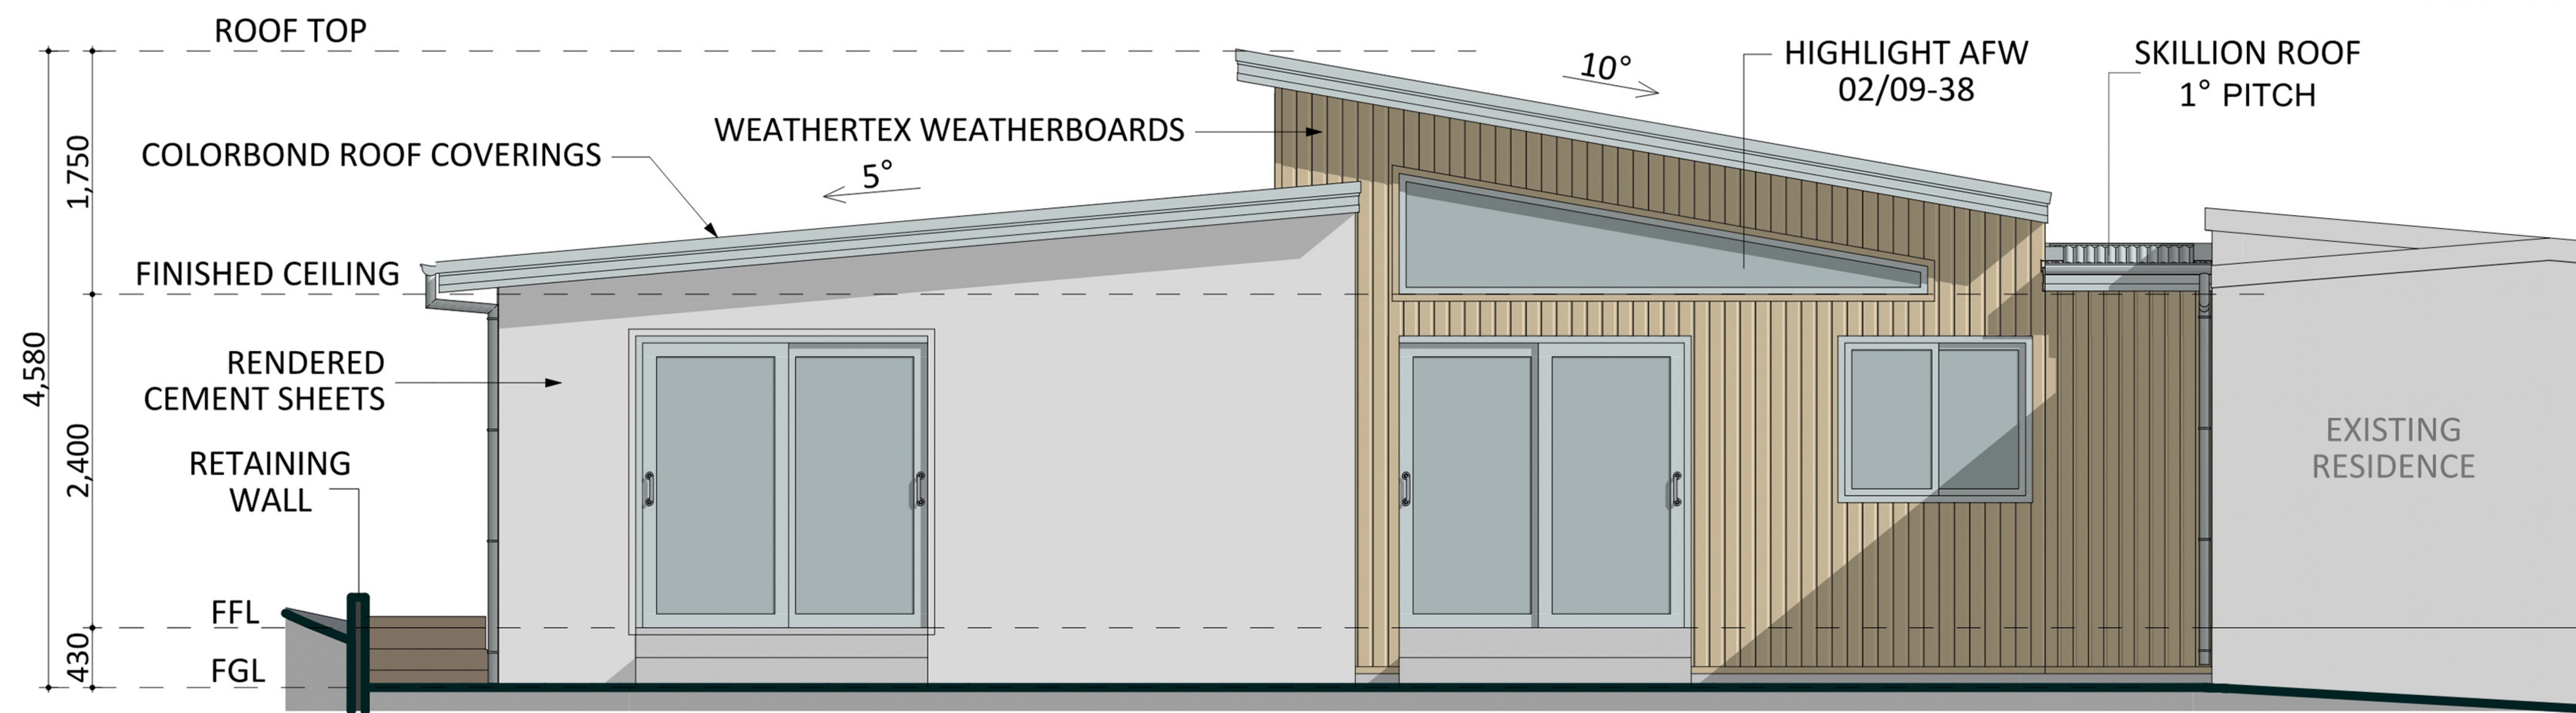 ROOF TOP
HIGHLIGHT AFW
02/09-38
SKILLION ROOF
1° PITCH
10°
WEATHERTEX WEATHERBOARDS
COLORBOND ROOF COVERINGS
5°
1,750
FINISHED CEILING
4,580
RENDERED
CEMENT SHEETS
2,400
RETAINING
WALL
EXISTING
RESIDENCE
FFL
430
FGL